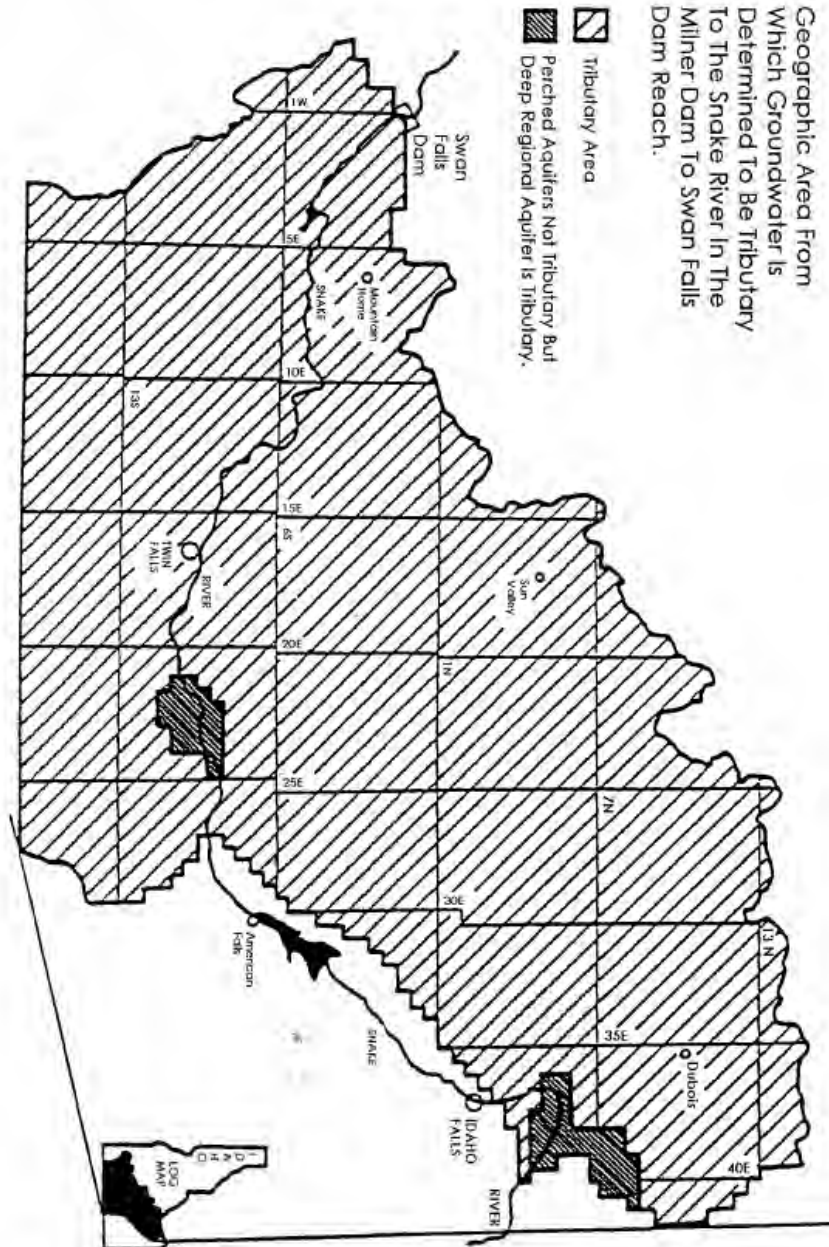 Geographic Area From
Which Groundwater Is
Determined To Be Tributary
To The Snake River In The
Milner Dam To Swan Falls
Dam Reach.
Tributary Area
Perched Aquifers Not Tributary But
Deep Regional Aquifer Is Tributary.
Swan
Falls
Dam
1W
5E
Mountain
Home
SNAKE
10E
13S
15E
6S
TWIN
FALLS
RIVER
Sun
Valley
20E
1N
25E
7N
30E
13 N
American
Falls
SNAKE
35E
Dubois
IDAHO
FALLS
40E
RIVER
IDAHO
LOG
MAP